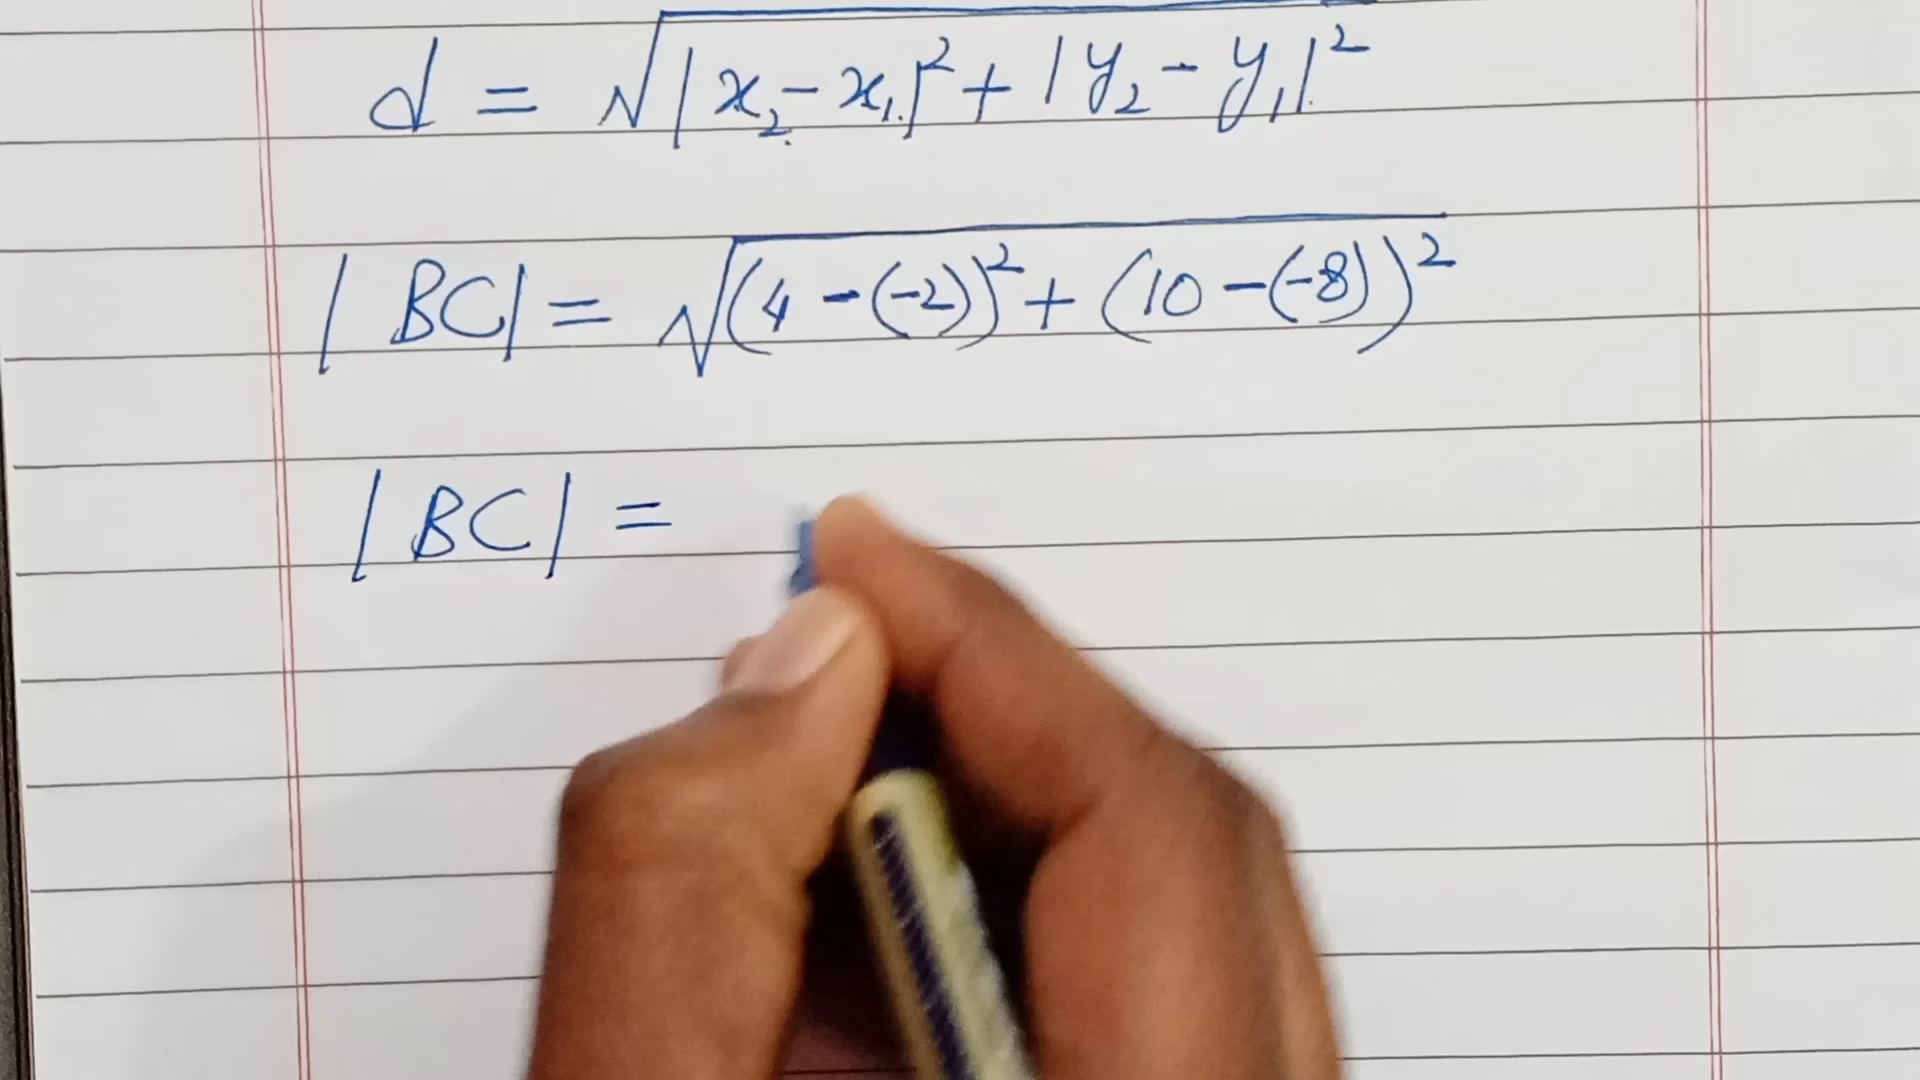 d = √|x₂ - x₁|² + |y₂ - y₁|²
|BC| = √(4 - (-2))² + (10 - (-8))²
|BC| =